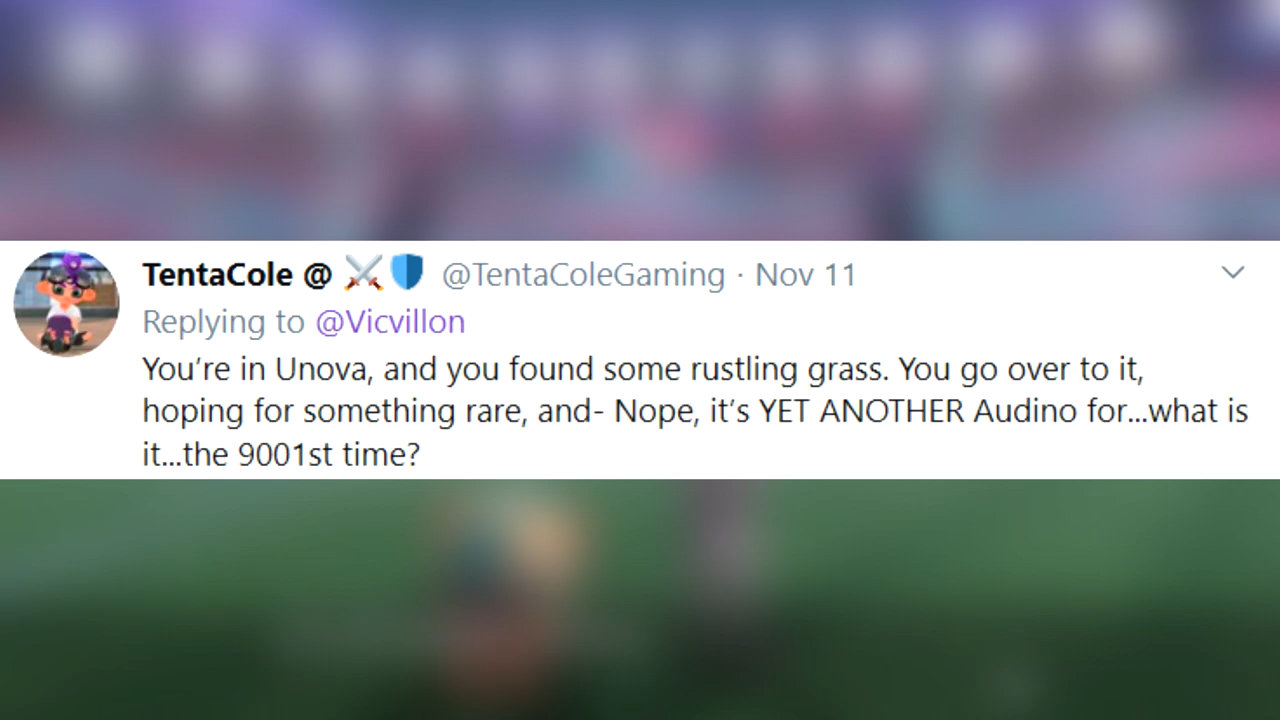 TentaCole @ ⚔️🛡️ @TentaColeGaming · Nov 11
Replying to @Vicvillon
You’re in Unova, and you found some rustling grass. You go over to it,
hoping for something rare, and- Nope, it’s YET ANOTHER Audino for...what is
it...the 9001st time?